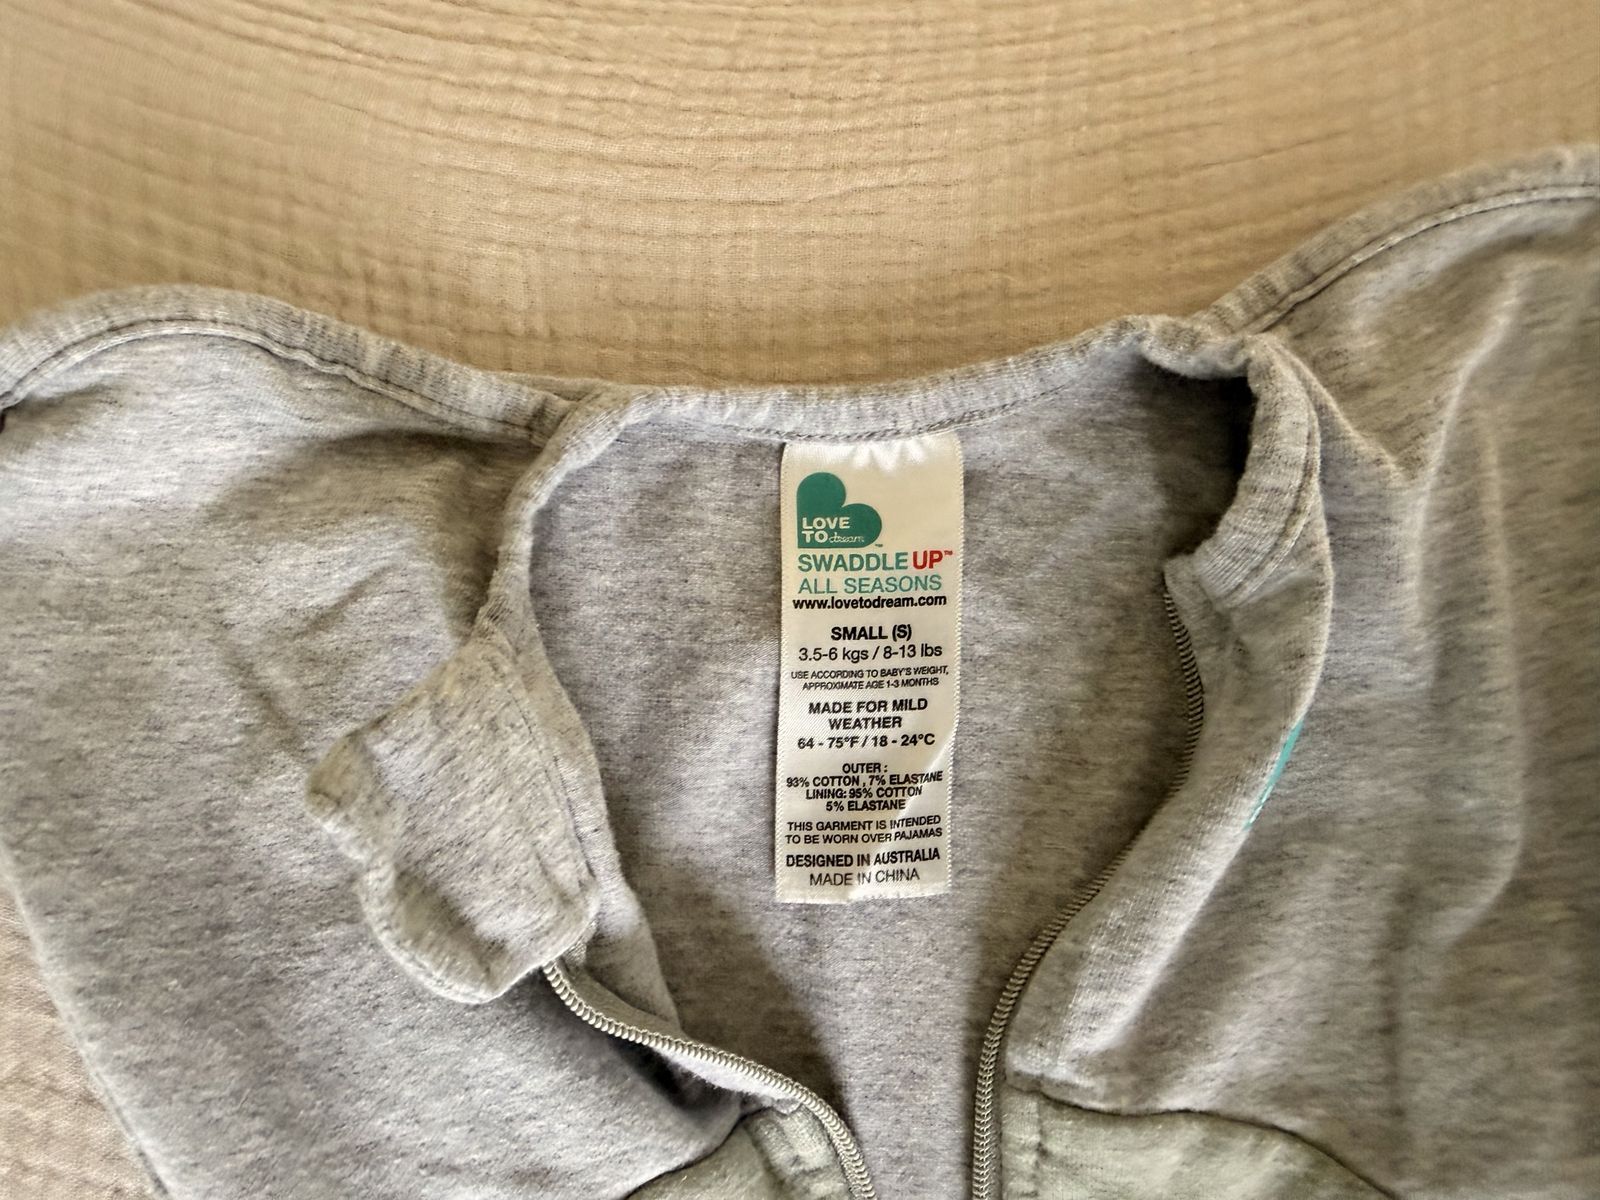 LOVE
TO dream™
SWADDLE UP™
ALL SEASONS
www.lovetodream.com
SMALL (S)
3.5-6 kgs / 8-13 lbs
USE ACCORDING TO BABY'S WEIGHT,
APPROXIMATE AGE 1-3 MONTHS
MADE FOR MILD
WEATHER
64 - 75°F / 18 - 24°C
OUTER :
93% COTTON , 7% ELASTANE
LINING: 95% COTTON
5% ELASTANE
THIS GARMENT IS INTENDED
TO BE WORN OVER PAJAMAS
DESIGNED IN AUSTRALIA
MADE IN CHINA